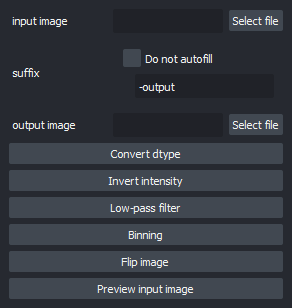 input image Select file
Do not autofill
suffix
-output
output image Select file
Convert dtype
Invert intensity
Low-pass filter
Binning
Flip image
Preview input image